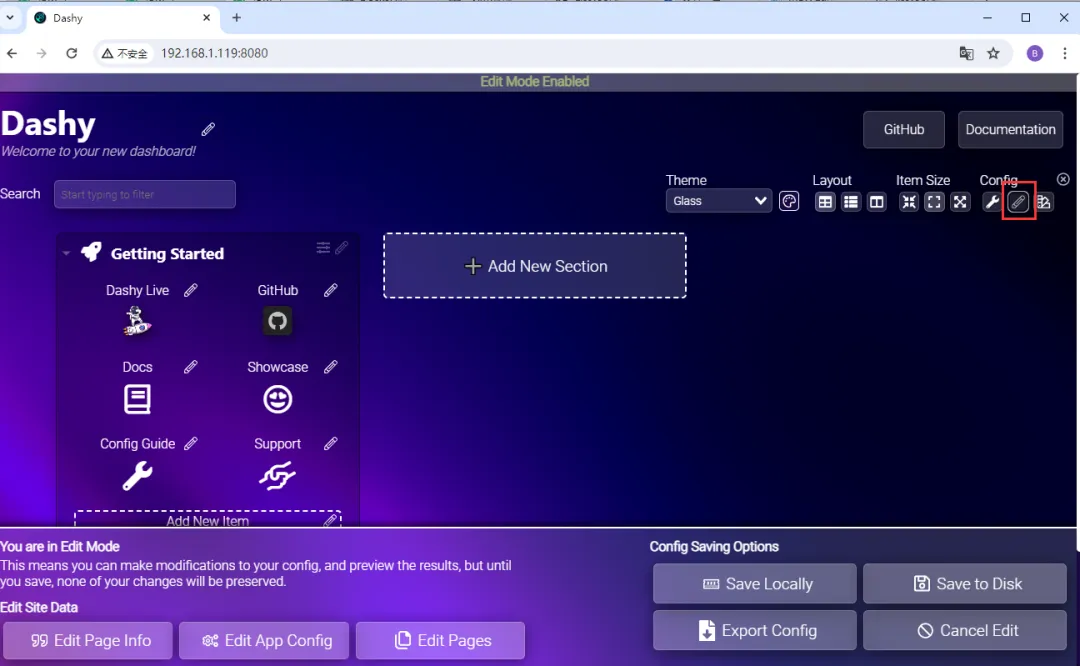 Dashy
不安全 192.168.1.119:8080
B
Edit Mode Enabled
Dashy
Welcome to your new dashboard!
GitHub Documentation
Search Start typing to filter
Theme Layout Item Size Config
Glass
Getting Started
Add New Section
Dashy Live GitHub
Docs Showcase
Config Guide Support
Add New Item
You are in Edit Mode
This means you can make modifications to your config, and preview the results, but until
you save, none of your changes will be preserved.
Edit Site Data
Edit Page Info Edit App Config Edit Pages
Config Saving Options
Save Locally Save to Disk
Export Config Cancel Edit